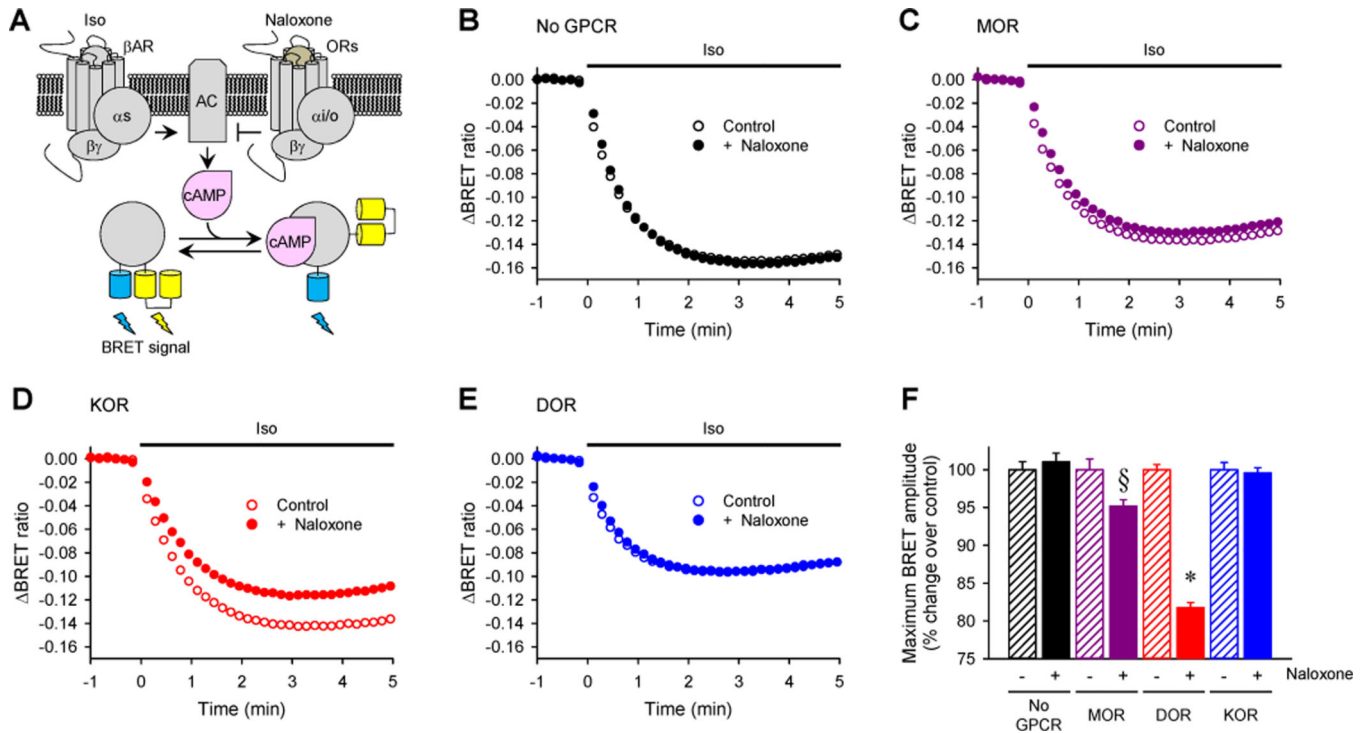 A
Iso
Naloxone
βAR
ORs
AC
αs
αi/o
βγ
βγ
cAMP
cAMP
BRET signal
B
No GPCR
Iso
0.00
-0.02
-0.04
-0.06
-0.08
-0.10
-0.12
-0.14
-0.16
ΔBRET ratio
Control
+ Naloxone
-1 0 1 2 3 4 5
Time (min)
C
MOR
Iso
0.00
-0.02
-0.04
-0.06
-0.08
-0.10
-0.12
-0.14
-0.16
ΔBRET ratio
Control
+ Naloxone
-1 0 1 2 3 4 5
Time (min)
D
KOR
Iso
0.00
-0.02
-0.04
-0.06
-0.08
-0.10
-0.12
-0.14
-0.16
ΔBRET ratio
Control
+ Naloxone
-1 0 1 2 3 4 5
Time (min)
E
DOR
Iso
0.00
-0.02
-0.04
-0.06
-0.08
-0.10
-0.12
-0.14
-0.16
ΔBRET ratio
Control
+ Naloxone
-1 0 1 2 3 4 5
Time (min)
F
Maximum BRET amplitude
(% change over control)
100
95
90
85
80
75
§
*
- + - + - + - + Naloxone
No
GPCR
MOR DOR KOR